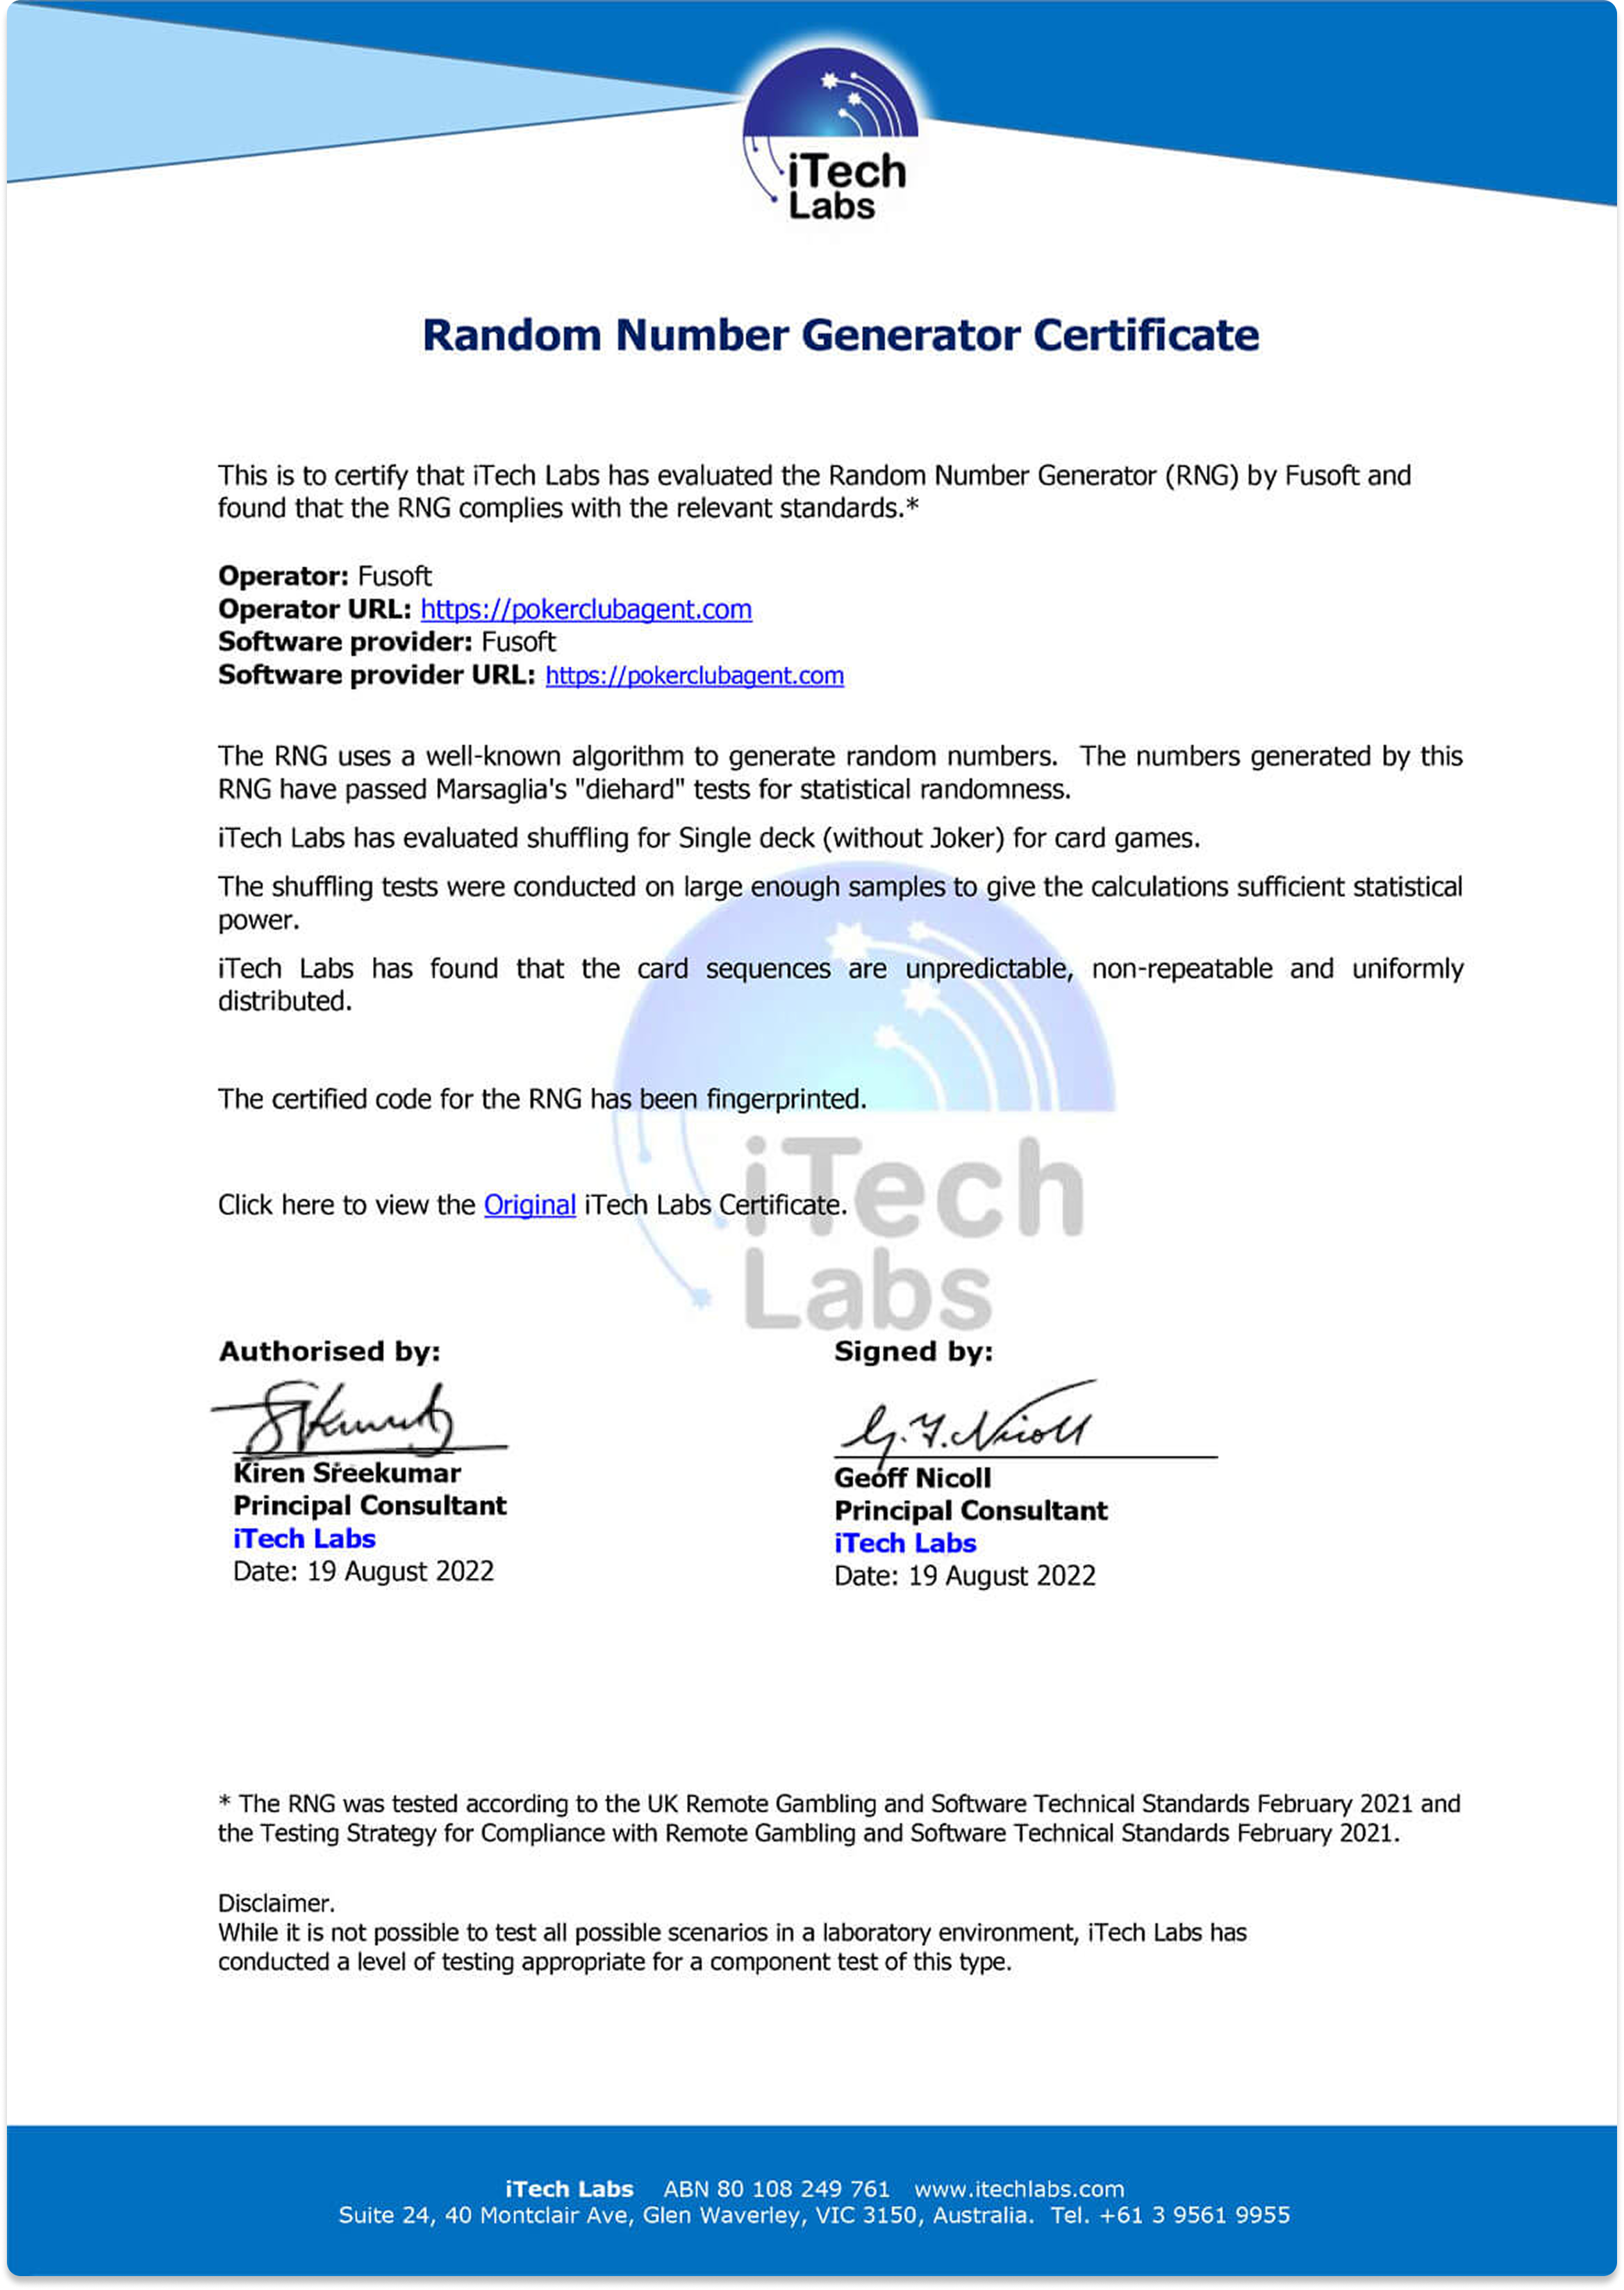 iTech
Labs
Random Number Generator Certificate
This is to certify that iTech Labs has evaluated the Random Number Generator (RNG) by Fusoft and
found that the RNG complies with the relevant standards.*
Operator: Fusoft
Operator URL: https://pokerclubagent.com
Software provider: Fusoft
Software provider URL: https://pokerclubagent.com
The RNG uses a well-known algorithm to generate random numbers. The numbers generated by this
RNG have passed Marsaglia's "diehard" tests for statistical randomness.
iTech Labs has evaluated shuffling for Single deck (without Joker) for card games.
The shuffling tests were conducted on large enough samples to give the calculations sufficient statistical
power.
iTech Labs has found that the card sequences are unpredictable, non-repeatable and uniformly
distributed.
The certified code for the RNG has been fingerprinted.
Click here to view the Original iTech Labs Certificate.
iTech
Labs
Authorised by:
Kiren Sreekumar
Principal Consultant
iTech Labs
Date: 19 August 2022
Signed by:
G. F. Nicoll
Geoff Nicoll
Principal Consultant
iTech Labs
Date: 19 August 2022
* The RNG was tested according to the UK Remote Gambling and Software Technical Standards February 2021 and
the Testing Strategy for Compliance with Remote Gambling and Software Technical Standards February 2021.
Disclaimer.
While it is not possible to test all possible scenarios in a laboratory environment, iTech Labs has
conducted a level of testing appropriate for a component test of this type.
iTech Labs ABN 80 108 249 761 www.itechlabs.com
Suite 24, 40 Montclair Ave, Glen Waverley, VIC 3150, Australia. Tel. +61 3 9561 9955